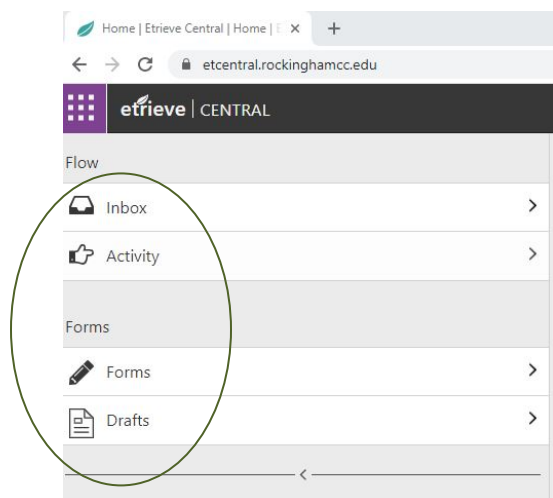 Home | Etrieve Central | Home |
etcentral.rockinghamcc.edu
etrieve | CENTRAL
Flow
Inbox
Activity
Forms
Forms
Drafts